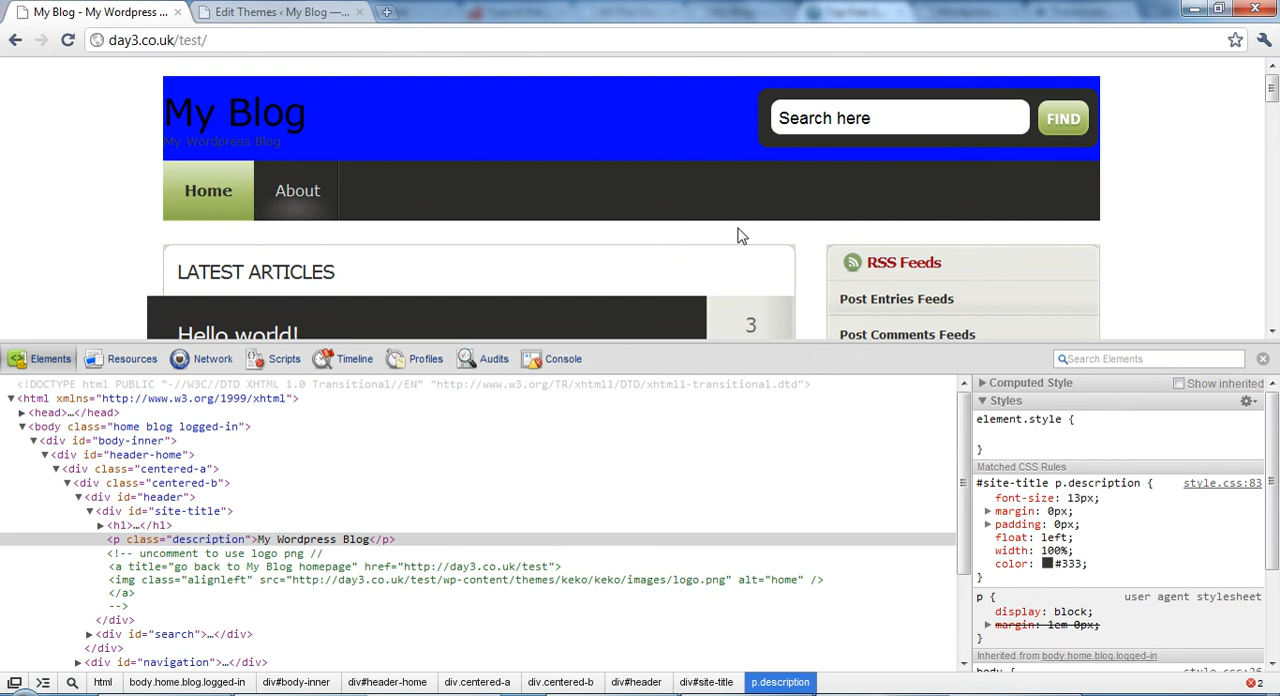 My Blog - My Wordpress ...
Edit Themes ‹ My Blog —...
day3.co.uk/test/
My Blog
My Wordpress Blog
Search here
FIND
Home
About
LATEST ARTICLES
RSS Feeds
Hello world!
3
Post Entries Feeds
Post Comments Feeds
Elements
Resources
Network
Scripts
Timeline
Profiles
Audits
Console
Search Elements
<!DOCTYPE html PUBLIC "-//W3C//DTD XHTML 1.0 Transitional//EN" "http://www.w3.org/TR/xhtml1/DTD/xhtml1-transitional.dtd">
<html xmlns="http://www.w3.org/1999/xhtml">
<head>…</head>
<body class="home blog logged-in">
<div id="body-inner">
<div id="header-home">
<div class="centered-a">
<div class="centered-b">
<div id="header">
<div id="site-title">
<h1>…</h1>
<p class="description">My Wordpress Blog</p>
<!-- uncomment to use logo png //
<a title="go back to My Blog homepage" href="http://day3.co.uk/test">
<img class="alignleft" src="http://day3.co.uk/test/wp-content/themes/keko/keko/images/logo.png" alt="home" />
</a>
-->
</div>
<div id="search">…</div>
</div>
<div id="navigation">…</div>
Computed Style
Show inherited
Styles
element.style {
}
Matched CSS Rules
#site-title p.description {
style.css:83
font-size: 13px;
margin: 0px;
padding: 0px;
float: left;
width: 100%;
color: #333;
}
p {
user agent stylesheet
display: block;
margin: 1em 0px;
}
Inherited from body.home.blog.logged-in
body {
style.css:26
html
body.home.blog.logged-in
div#body-inner
div#header-home
div.centered-a
div.centered-b
div#header
div#site-title
p.description
2